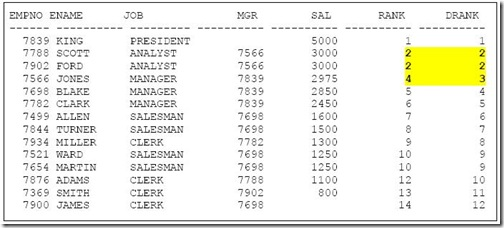 EMPNO ENAME JOB MGR SAL RANK DRANK
------- ---------- --------- ---------- ---------- ---------- ----------
7839 KING PRESIDENT 5000 1 1
7788 SCOTT ANALYST 7566 3000 2 2
7902 FORD ANALYST 7566 3000 2 2
7566 JONES MANAGER 7839 2975 4 3
7698 BLAKE MANAGER 7839 2850 5 4
7782 CLARK MANAGER 7839 2450 6 5
7499 ALLEN SALESMAN 7698 1600 7 6
7844 TURNER SALESMAN 7698 1500 8 7
7934 MILLER CLERK 7782 1300 9 8
7521 WARD SALESMAN 7698 1250 10 9
7654 MARTIN SALESMAN 7698 1250 10 9
7876 ADAMS CLERK 7788 1100 12 10
7369 SMITH CLERK 7902 800 13 11
7900 JAMES CLERK 7698 14 12